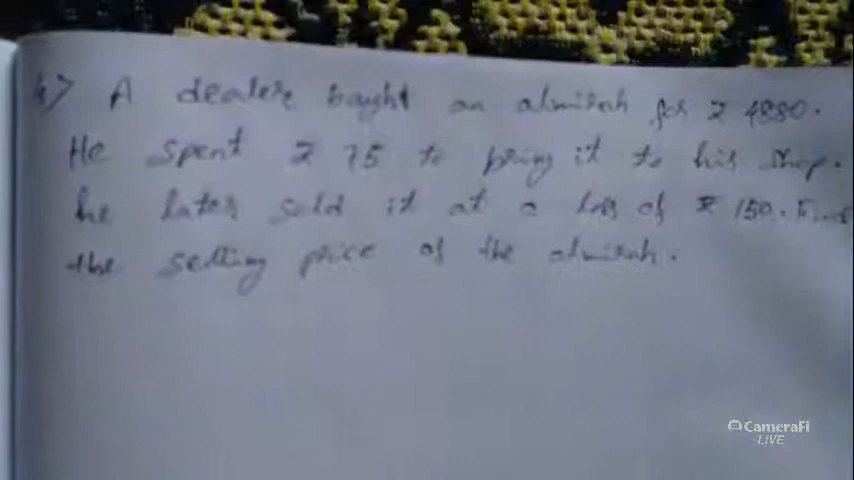 4> A dealer baught an almirah for ₹ 4880.
He spent ₹ 75 to bring it to his shop.
he later sold it at a loss of ₹ 150. Find
the selling price of the almirah.
CameraFi
LIVE